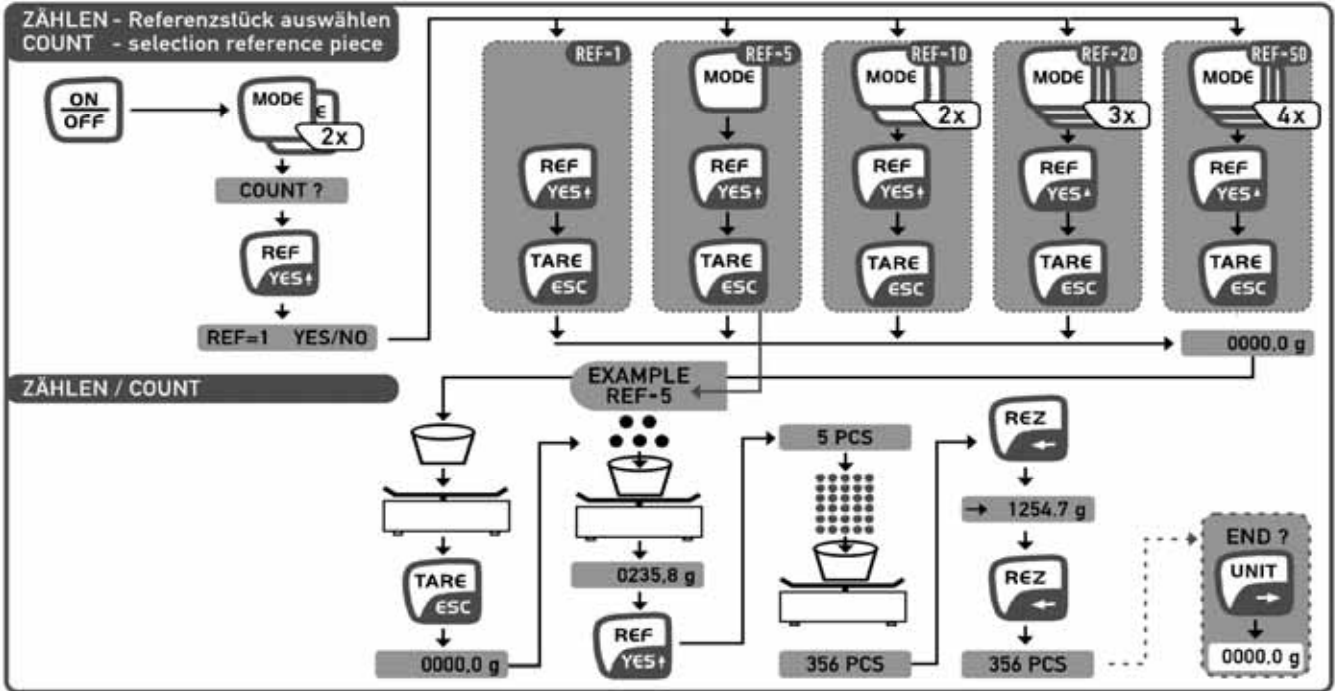 ZÄHLEN - Referenzstück auswählen
COUNT - selection reference piece
ON
OFF
MODE
E
2x
COUNT ?
REF
YES
REF=1 YES/NO
REF-1
REF
YES
TARE
ESC
REF-5
MODE
REF
YES
TARE
ESC
REF-10
MODE
2x
REF
YES
TARE
ESC
REF-20
MODE
3x
REF
YES
TARE
ESC
REF-50
MODE
4x
REF
YES
TARE
ESC
0000,0 g
ZÄHLEN / COUNT
TARE
ESC
0000,0 g
EXAMPLE
REF-5
0235,8 g
REF
YES
5 PCS
356 PCS
REZ
1254.7 g
REZ
356 PCS
END ?
UNIT
0000,0 g